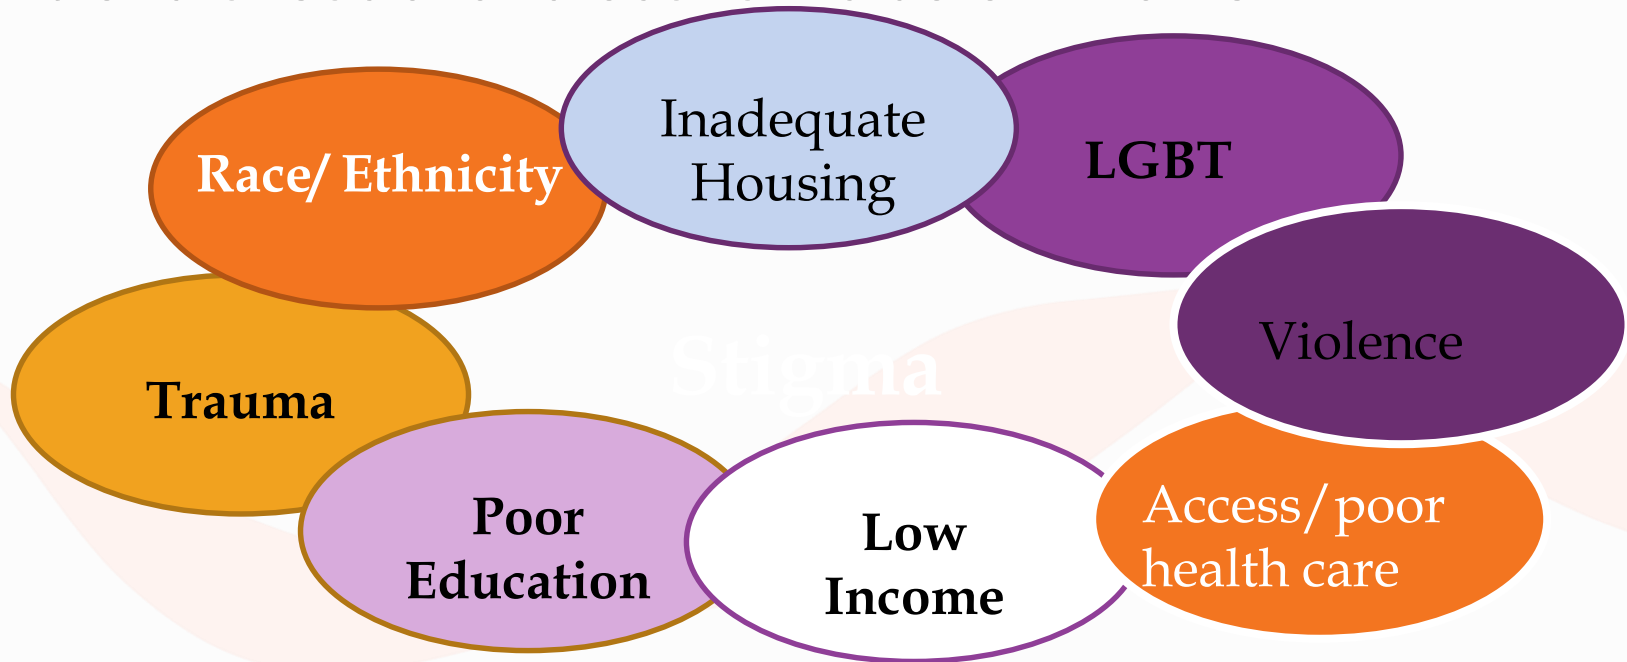 Inadequate
Housing
LGBT
Race/ Ethnicity
Violence
Stigma
Trauma
Access/poor
health care
Poor
Education
Low
Income